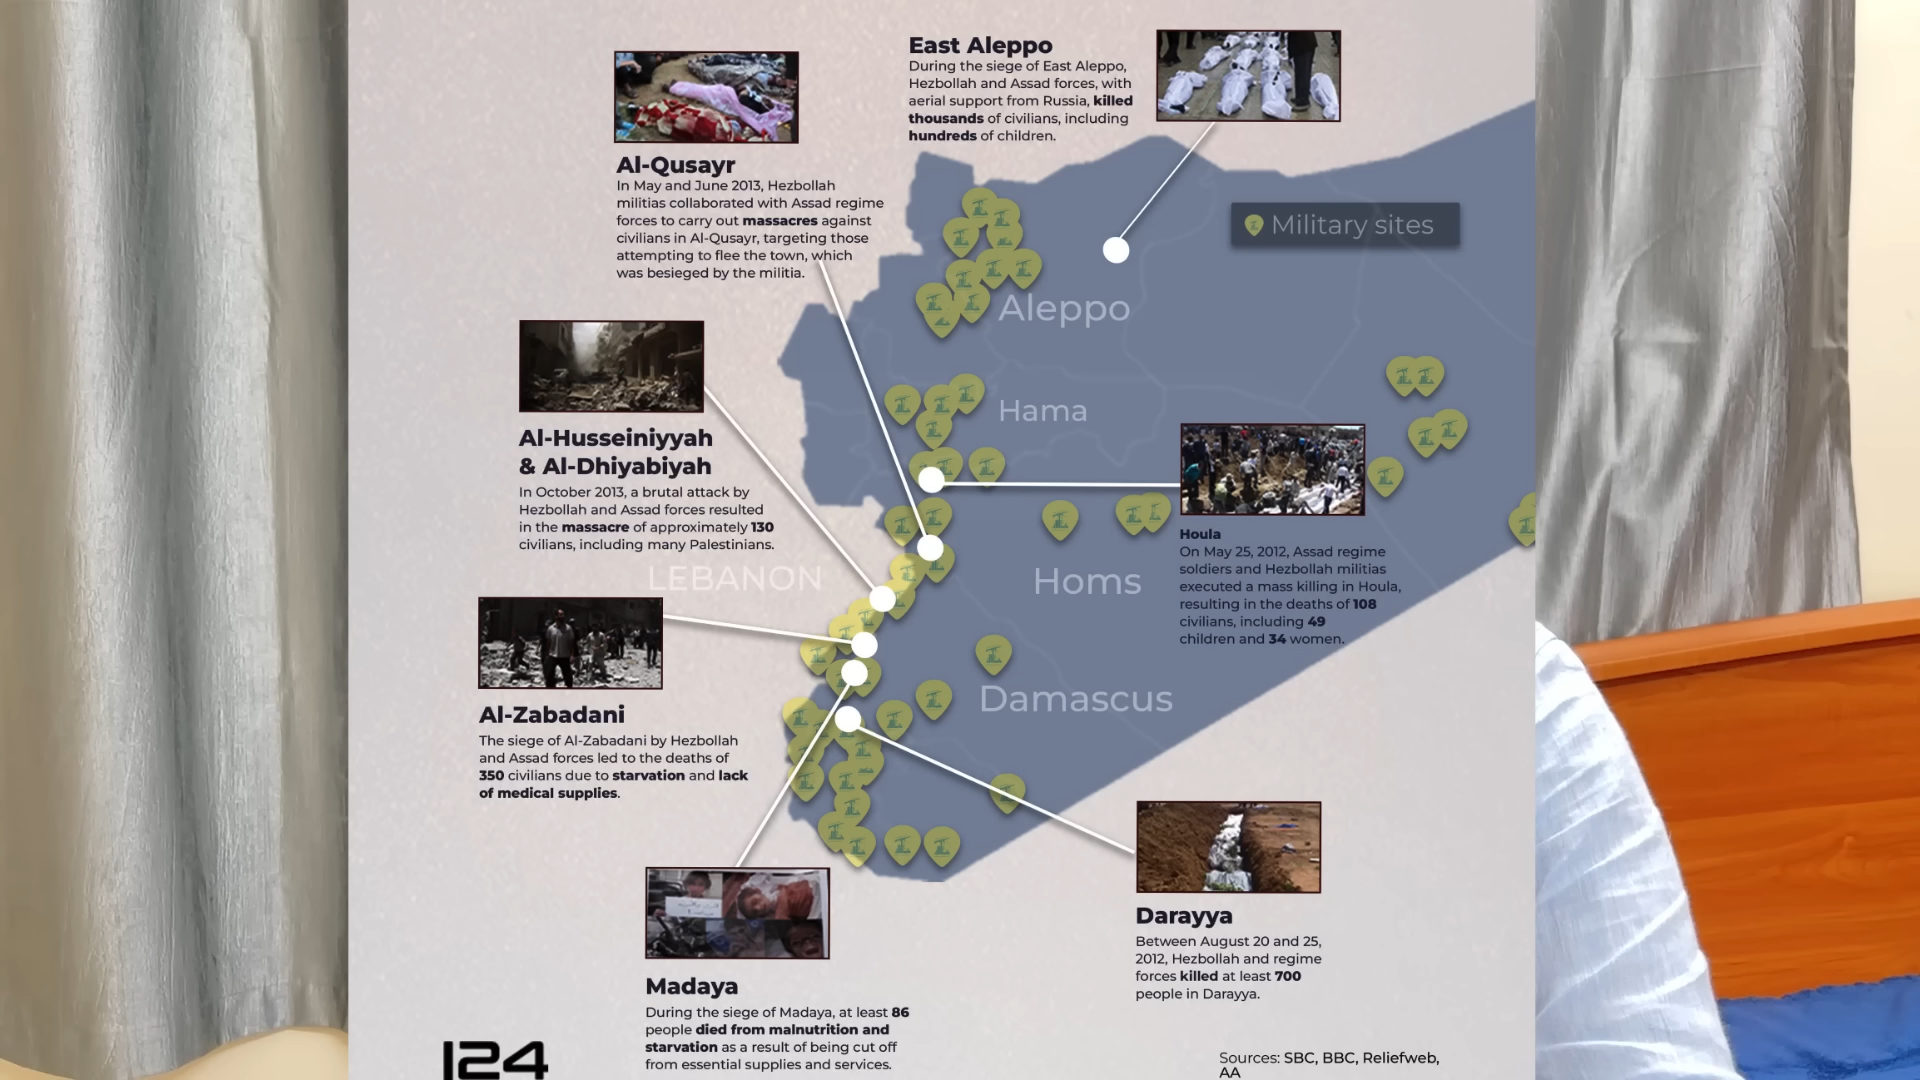 East Aleppo
During the siege of East Aleppo,
Hezbollah and Assad forces, with
aerial support from Russia, killed
thousands of civilians, including
hundreds of children.
Al-Qusayr
In May and June 2013, Hezbollah
militias collaborated with Assad regime
forces to carry out massacres against
civilians in Al-Qusayr, targeting those
attempting to flee the town, which
was besieged by the militia.
Military sites
Aleppo
Hama
Al-Husseiniyyah
& Al-Dhiyabiyah
In October 2013, a brutal attack by
Hezbollah and Assad forces resulted
in the massacre of approximately 130
civilians, including many Palestinians.
Houla
On May 25, 2012, Assad regime
soldiers and Hezbollah militias
executed a mass killing in Houla,
resulting in the deaths of 108
civilians, including 49
children and 34 women.
LEBANON
Homs
Damascus
Al-Zabadani
The siege of Al-Zabadani by Hezbollah
and Assad forces led to the deaths of
350 civilians due to starvation and lack
of medical supplies.
Darayya
Between August 20 and 25,
2012, Hezbollah and regime
forces killed at least 700
people in Darayya.
Madaya
During the siege of Madaya, at least 86
people died from malnutrition and
starvation as a result of being cut off
from essential supplies and services.
124
Sources: SBC, BBC, Reliefweb,
AA